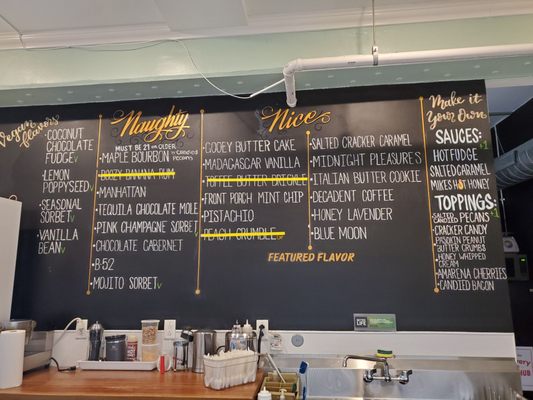 Vegan flavors
COCONUT
CHOCOLATE
FUDGE v
LEMON
POPPYSEED v
SEASONAL
SORBET v
VANILLA
BEAN v
Naughty
MUST BE 21 OR OLDER
MAPLE BOURBON w/ CANDIED PECANS
BOOZY BANANA RUM
MANHATTAN
TEQUILA CHOCOLATE MOLE
PINK CHAMPAGNE SORBET
CHOCOLATE CABERNET
B-52
MOJITO SORBET v
Nice
GOOEY BUTTER CAKE
MADAGASCAR VANILLA
TOFFEE BUTTER BRICKLE
FRONT PORCH MINT CHIP
PISTACHIO
PEACH CRUMBLE
SALTED CRACKER CARAMEL
MIDNIGHT PLEASURES
ITALIAN BUTTER COOKIE
DECADENT COFFEE
HONEY LAVENDER
BLUE MOON
FEATURED FLAVOR
Make it
Your Own
SAUCES: $1
HOT FUDGE v
SALTED CARAMEL
MIKES HOT HONEY
TOPPINGS: $1
SALTED
CANDIED PECANS v
CRACKER CANDY
PEANUT
BUTTER CRUMBS
HONEY WHIPPED
CREAM
AMARENA CHERRIES
CANDIED BACON
LIFE